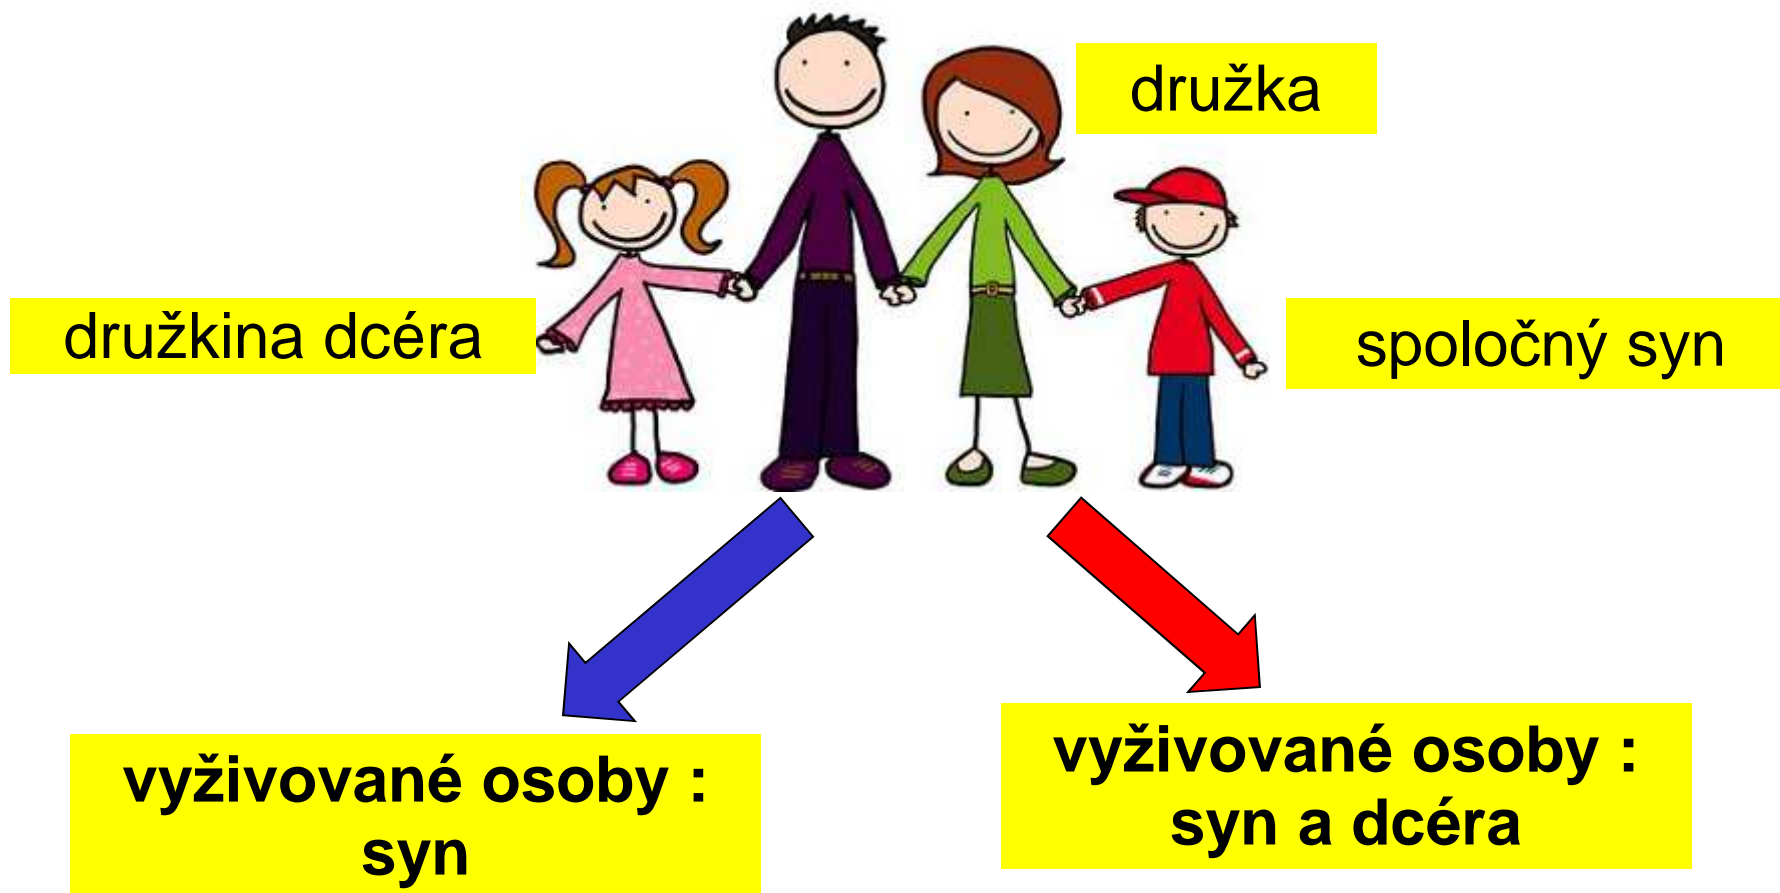 družka
družkina dcéra
spoločný syn
vyživované osoby :
syn
vyživované osoby :
syn a dcéra